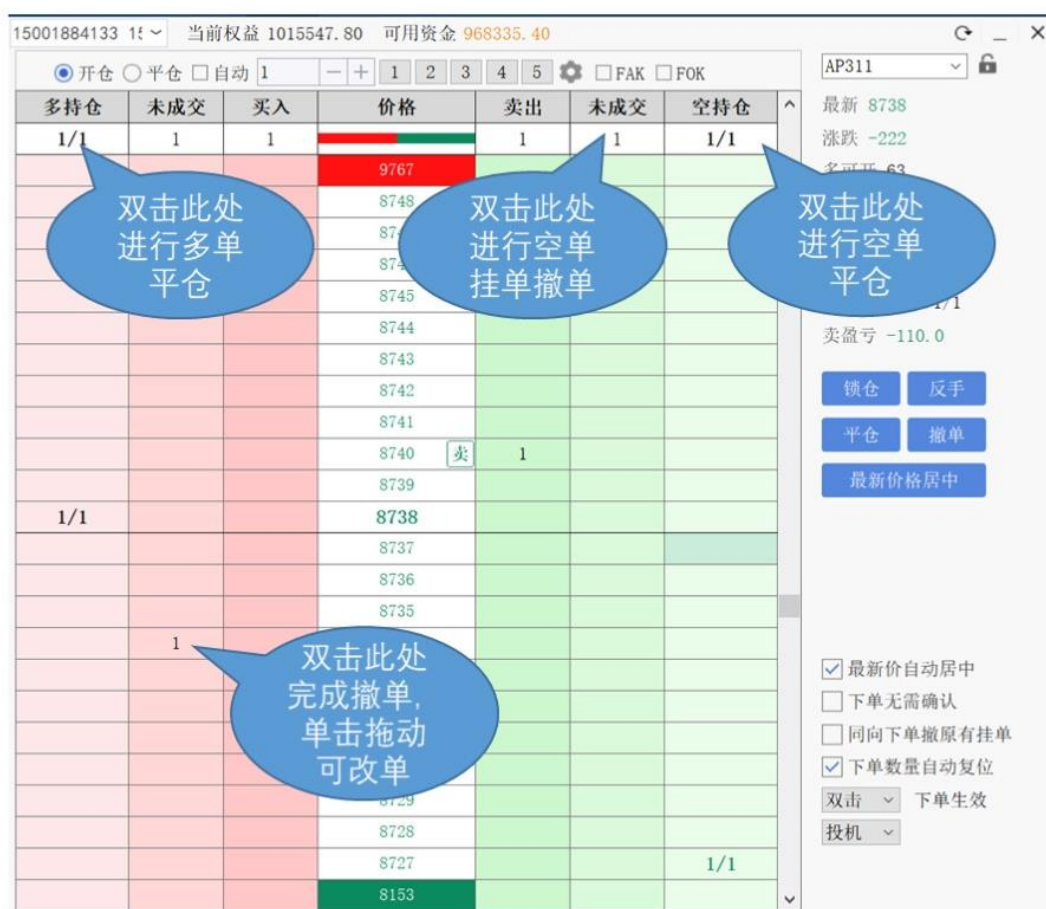 15001884133 15 当前权益 1015547.80 可用资金 968335.40
开仓 平仓 自动 1 1 2 3 4 5 FAK FOK AP311
多持仓 未成交 买入 价格 卖出 未成交 空持仓
最新 8738
1/1 1 1 1 1 1/1
涨跌 -222
9767
多可开 63
8748
双击此处
进行多单
平仓
双击此处
进行空单
挂单撤单
双击此处
进行空单
平仓
8745
8744
卖盈亏 -110.0
8743
8742
锁仓 反手
8741
8740 卖 1
平仓 撤单
8739
最新价格居中
1/1 8738
8737
8736
8735
1
双击此处
完成撤单,
单击拖动
可改单
最新价自动居中
下单无需确认
同向下单撤原有挂单
下单数量自动复位
8729
双击 下单生效
8728
投机
8727 1/1
8153